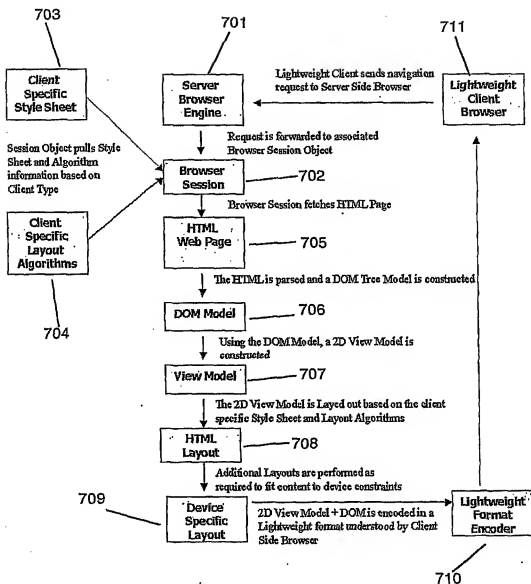 703
701
711
Client
Specific
Style Sheet
Server
Browser
Engine
Lightweight Client sends navigation
request to Server Side Browser
Lightweight
Client
Browser
Session Object pulls Style
Sheet and Algorithm
information based on
Client Type
Request is forwarded to associated
Browser Session Object
Browser
Session
702
Browser Session fetches HTML Page
Client
Specific
Layout
Algorithms
704
HTML
Web Page
705
The HTML is parsed and a DOM Tree Model is constructed
DOM Model
706
Using the DOM Model, a 2D View Model is
constructed
View Model
707
The 2D View Model is Layed out based on the client
specific Style Sheet and Layout Algorithms
HTML
Layout
708
Additional Layouts are performed as
required to fit content to device constraints
709
Device
Specific
Layout
2D View Model + DOM is encoded in a
Lightweight format understood by Client
Side Browser
Lightweight
Format
Encoder
710